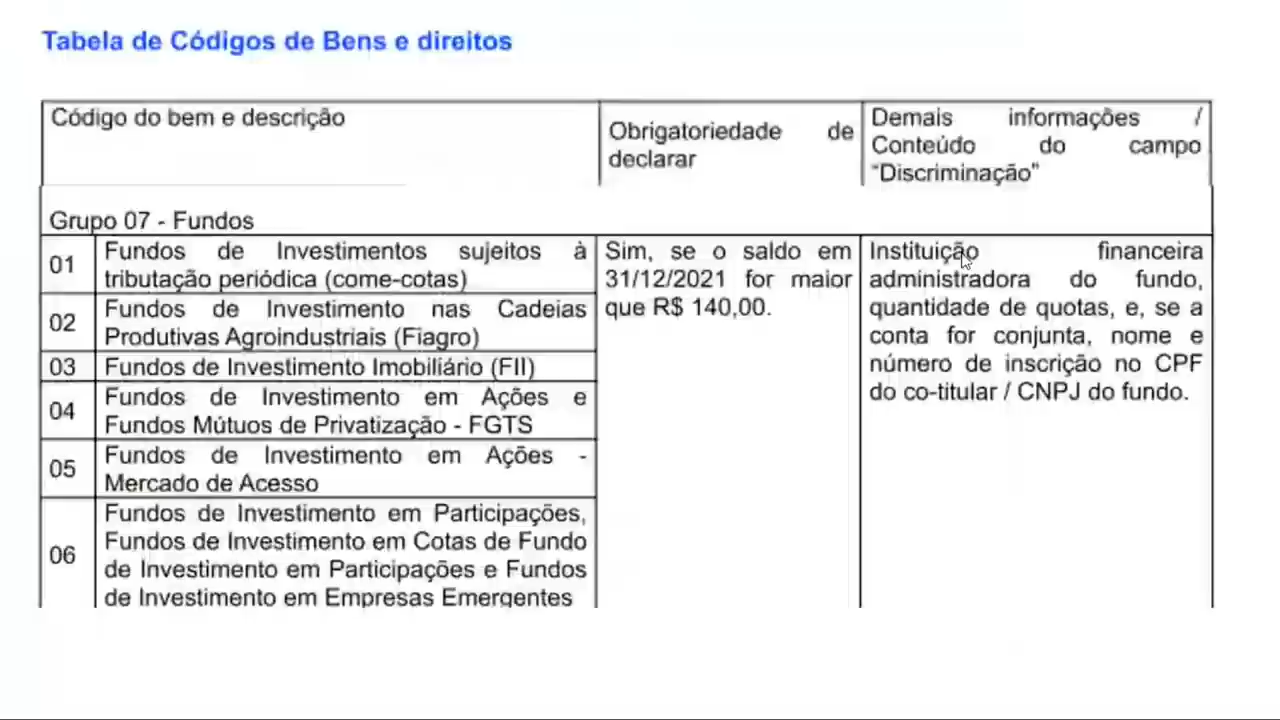 Tabela de Códigos de Bens e direitos
Código do bem e descrição
Obrigatoriedade de
declarar
Demais informações /
Conteúdo do campo
"Discriminação"
Grupo 07 - Fundos
01
Fundos de Investimentos sujeitos à
tributação periódica (come-cotas)
02
Fundos de Investimento nas Cadeias
Produtivas Agroindustriais (Fiagro)
03
Fundos de Investimento Imobiliário (FII)
04
Fundos de Investimento em Ações e
Fundos Mútuos de Privatização - FGTS
05
Fundos de Investimento em Ações -
Mercado de Acesso
06
Fundos de Investimento em Participações,
Fundos de Investimento em Cotas de Fundo
de Investimento em Participações e Fundos
de Investimento em Empresas Emergentes
Sim, se o saldo em
31/12/2021 for maior
que R$ 140,00.
Instituição financeira
administradora do fundo,
quantidade de quotas, e, se a
conta for conjunta, nome e
número de inscrição no CPF
do co-titular / CNPJ do fundo.